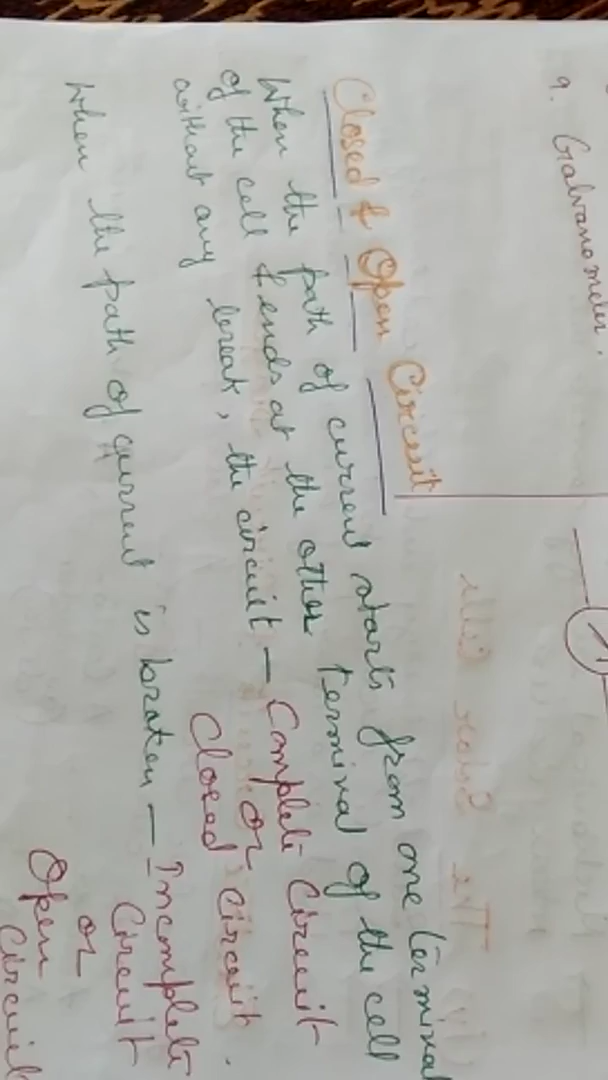 9. Galvanometer.
Closed & Open Circuit
When the path of current starts from one terminal
of the cell & ends at the other terminal of the cell
without any break, the circuit – Complete Circuit
or
Closed circuit.
When the path of current is broken – Incomplete
Circuit
or
Open
Circuit